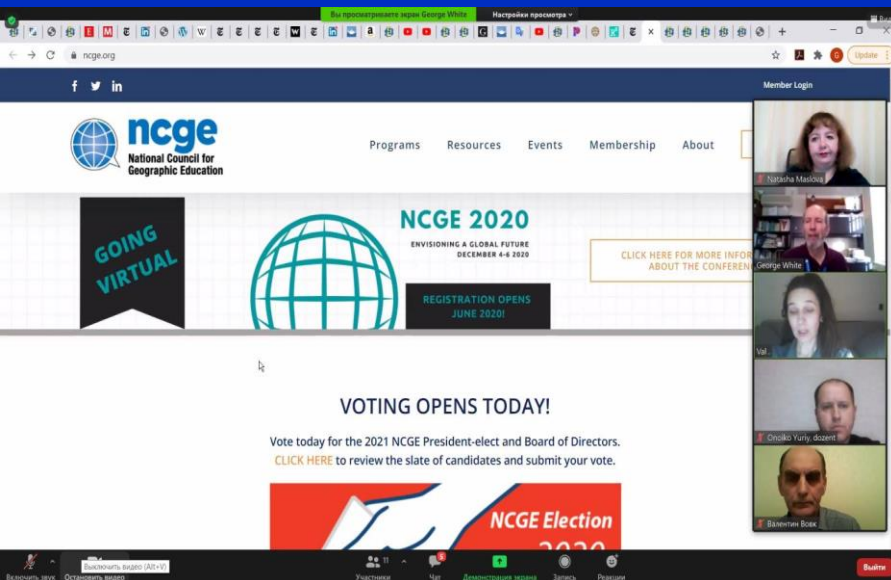 Вы просматриваете экран George White
Настройки просмотра
ncge.org
Update
f in
Member Login
ncge
National Council for
Geographic Education
Programs Resources Events Membership About
GOING
VIRTUAL
NCGE 2020
ENVISIONING A GLOBAL FUTURE
DECEMBER 4-6 2020
REGISTRATION OPENS
JUNE 2020!
CLICK HERE FOR MORE INFOR
ABOUT THE CONFERENC
Natasha Maslova
George White
Val
Onoiko Yuriy, dozent
Валентин Вовк
VOTING OPENS TODAY!
Vote today for the 2021 NCGE President-elect and Board of Directors.
CLICK HERE to review the slate of candidates and submit your vote.
NCGE Election
2020
Выключить видео (Alt+V)
11
5
Включить звук
Остановить видео
Участники
Чат
Демонстрация экрана
Запись
Реакции
Выйти